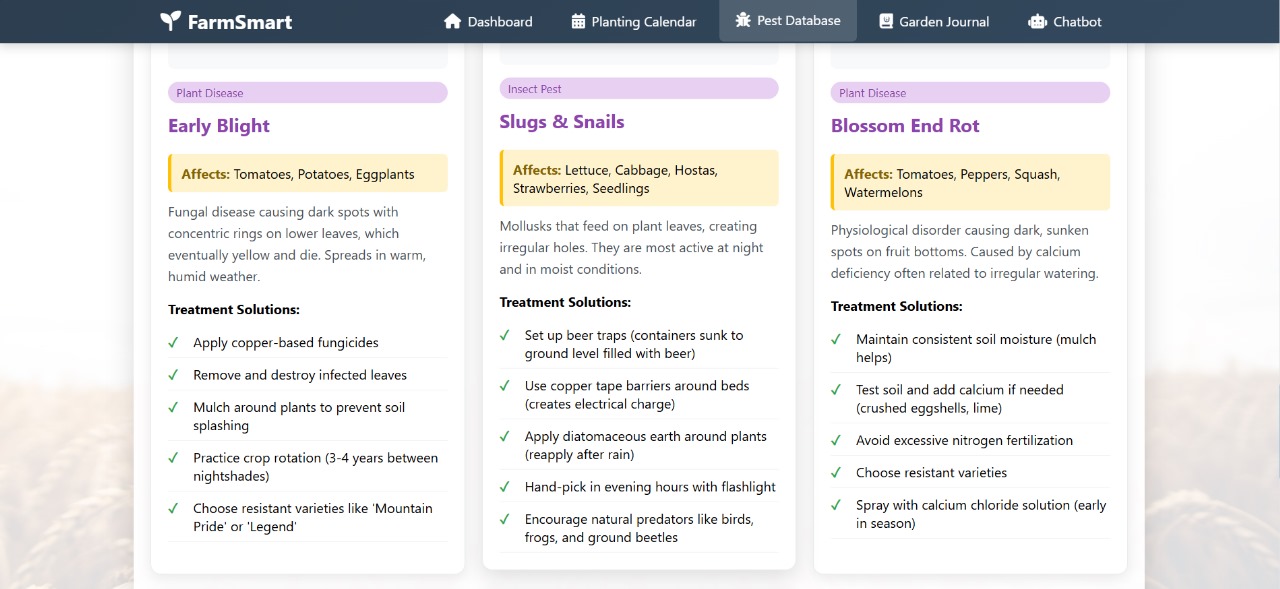 FarmSmart
Dashboard
Planting Calendar
Pest Database
Garden Journal
Chatbot
Plant Disease
Early Blight
Affects: Tomatoes, Potatoes, Eggplants
Fungal disease causing dark spots with
concentric rings on lower leaves, which
eventually yellow and die. Spreads in warm,
humid weather.
Treatment Solutions:
✓ Apply copper-based fungicides
✓ Remove and destroy infected leaves
✓ Mulch around plants to prevent soil
splashing
✓ Practice crop rotation (3-4 years between
nightshades)
✓ Choose resistant varieties like 'Mountain
Pride' or 'Legend'
Insect Pest
Slugs & Snails
Affects: Lettuce, Cabbage, Hostas,
Strawberries, Seedlings
Mollusks that feed on plant leaves, creating
irregular holes. They are most active at night
and in moist conditions.
Treatment Solutions:
✓ Set up beer traps (containers sunk to
ground level filled with beer)
✓ Use copper tape barriers around beds
(creates electrical charge)
✓ Apply diatomaceous earth around plants
(reapply after rain)
✓ Hand-pick in evening hours with flashlight
✓ Encourage natural predators like birds,
frogs, and ground beetles
Plant Disease
Blossom End Rot
Affects: Tomatoes, Peppers, Squash,
Watermelons
Physiological disorder causing dark, sunken
spots on fruit bottoms. Caused by calcium
deficiency often related to irregular watering.
Treatment Solutions:
✓ Maintain consistent soil moisture (mulch
helps)
✓ Test soil and add calcium if needed
(crushed eggshells, lime)
✓ Avoid excessive nitrogen fertilization
✓ Choose resistant varieties
✓ Spray with calcium chloride solution (early
in season)